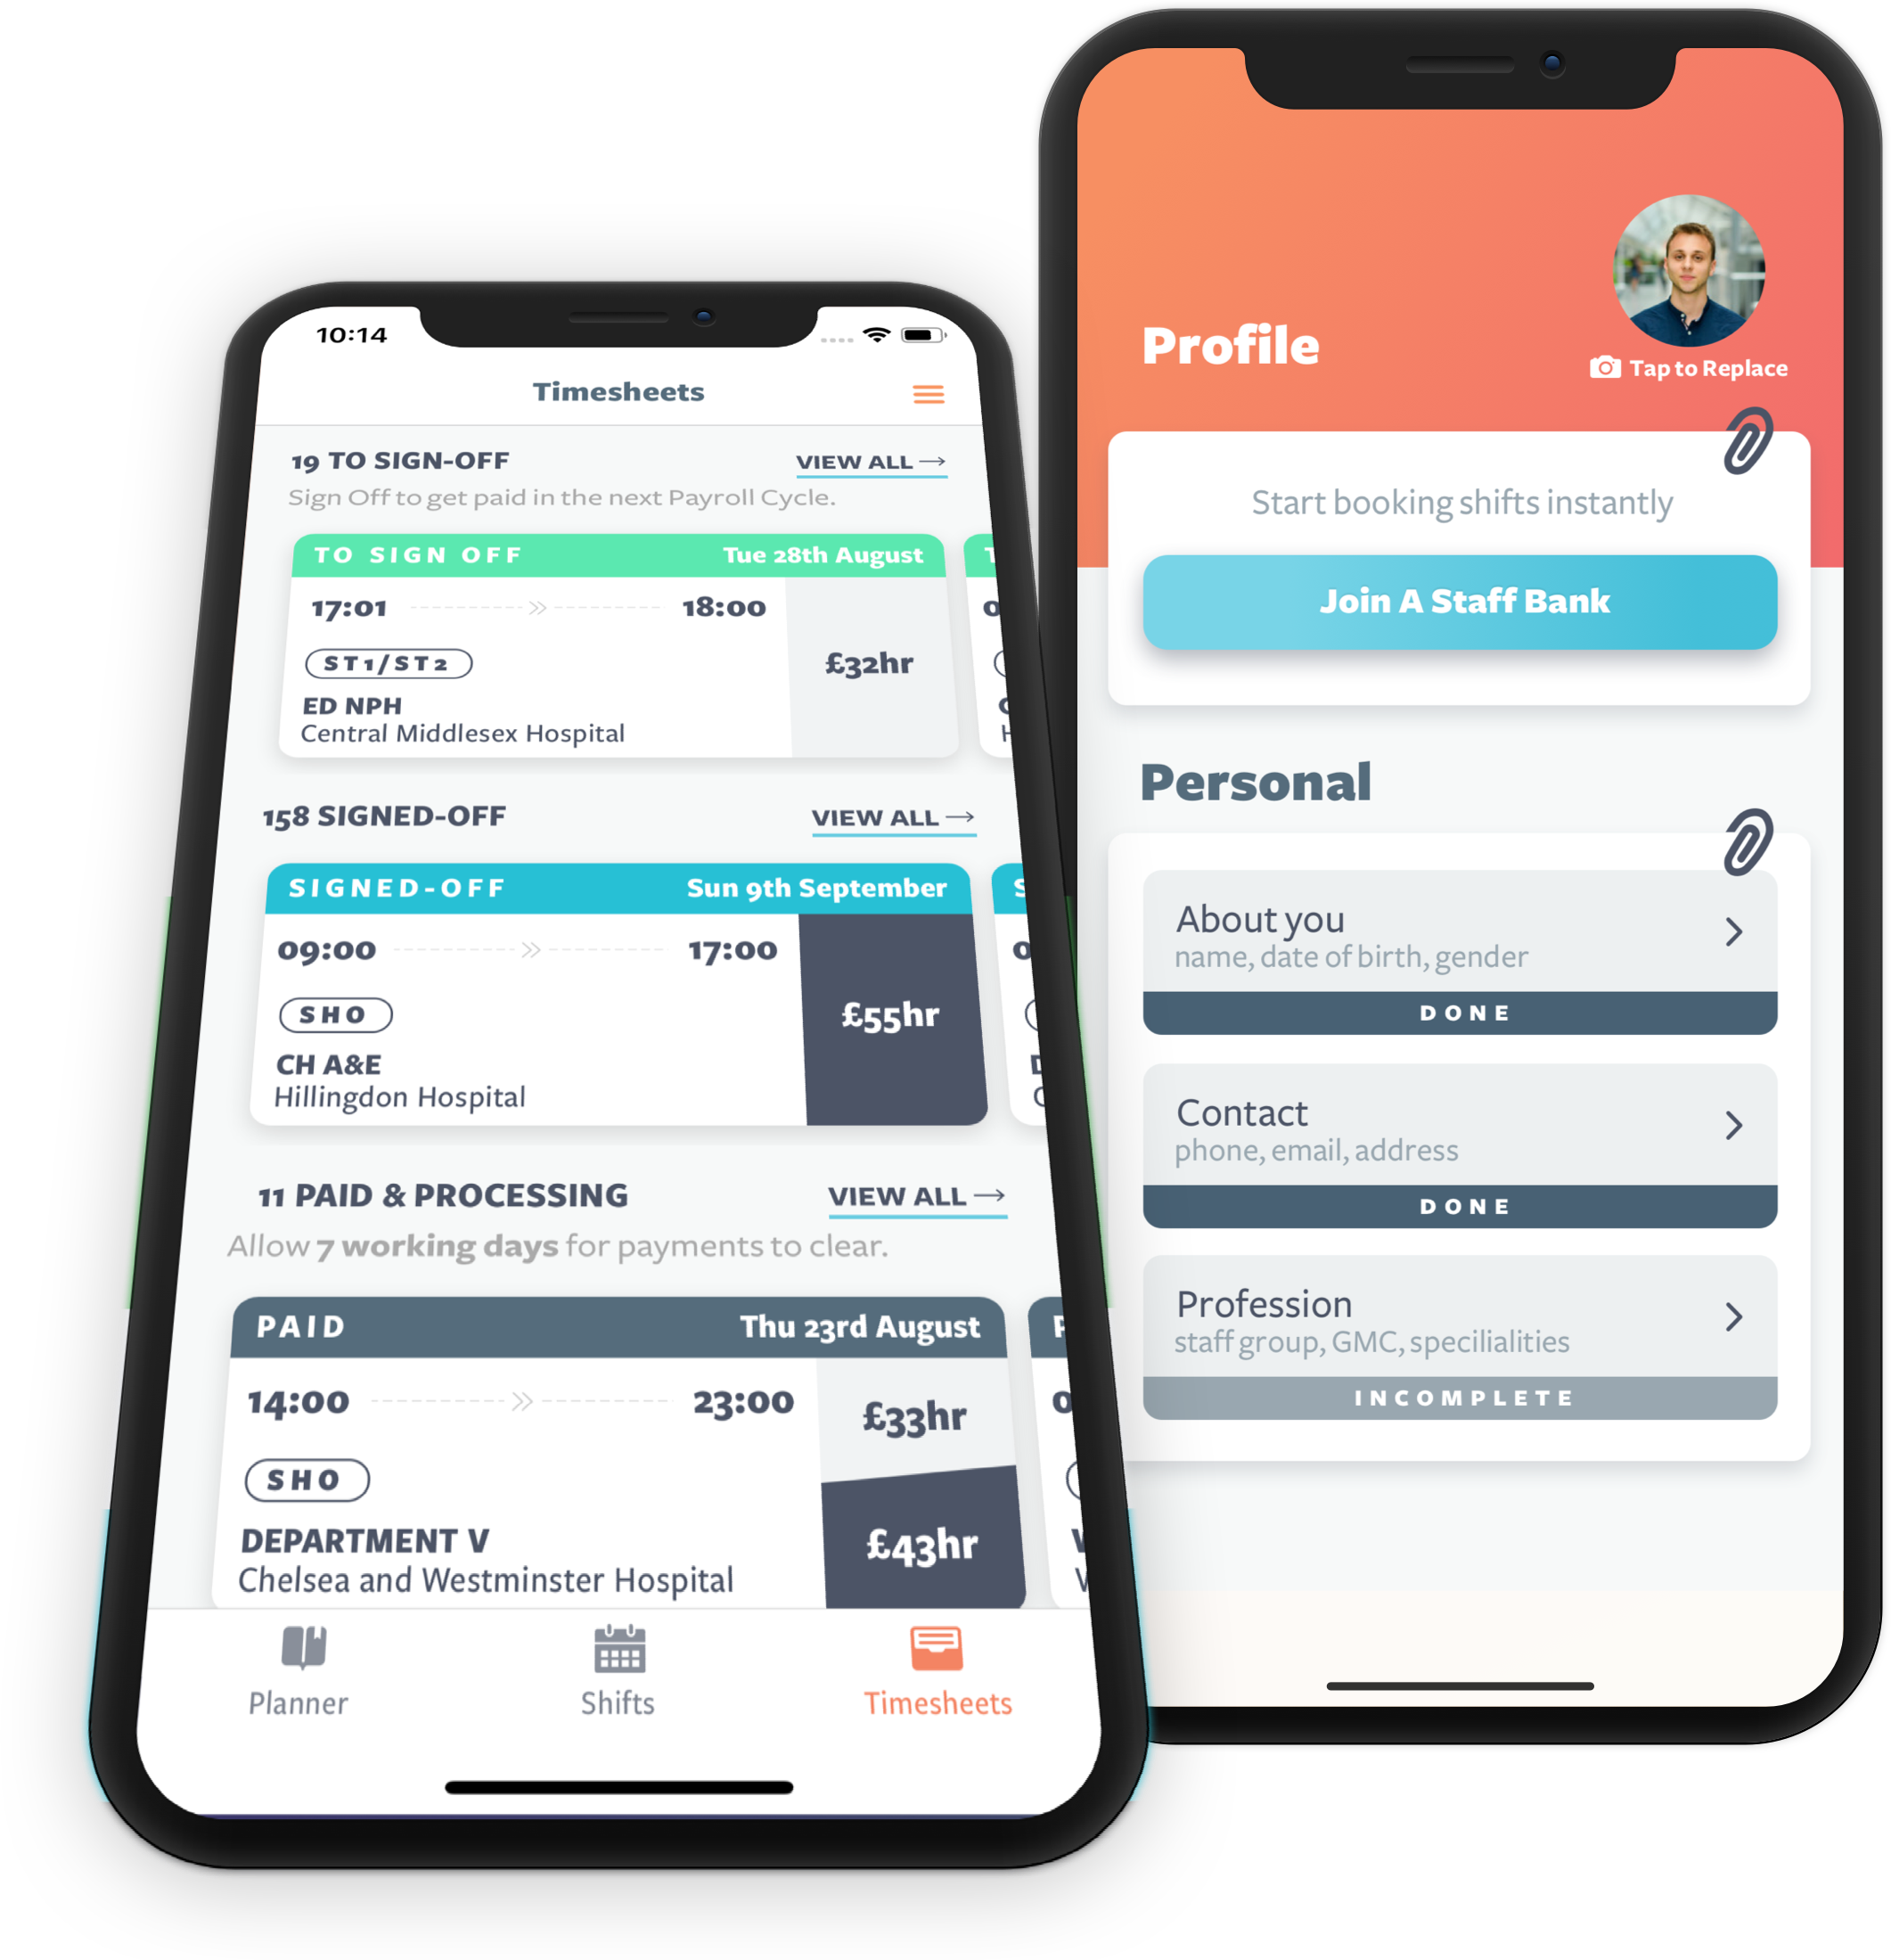 10:14
Timesheets
19 TO SIGN-OFF
VIEW ALL →
Sign Off to get paid in the next Payroll Cycle.
TO SIGN OFF
Tue 28th August
17:01
18:00
ST1/ST2
£32hr
ED NPH
Central Middlesex Hospital
158 SIGNED-OFF
VIEW ALL →
SIGNED-OFF
Sun 9th September
09:00
17:00
SHO
£55hr
CH A&E
Hillingdon Hospital
11 PAID & PROCESSING
VIEW ALL →
Allow 7 working days for payments to clear.
PAID
Thu 23rd August
14:00
23:00
£33hr
SHO
DEPARTMENT V
£43hr
Chelsea and Westminster Hospital
Planner
Shifts
Timesheets
Profile
Tap to Replace
Start booking shifts instantly
Join A Staff Bank
Personal
About you
name, date of birth, gender
DONE
Contact
phone, email, address
DONE
Profession
staff group, GMC, specilialities
INCOMPLETE